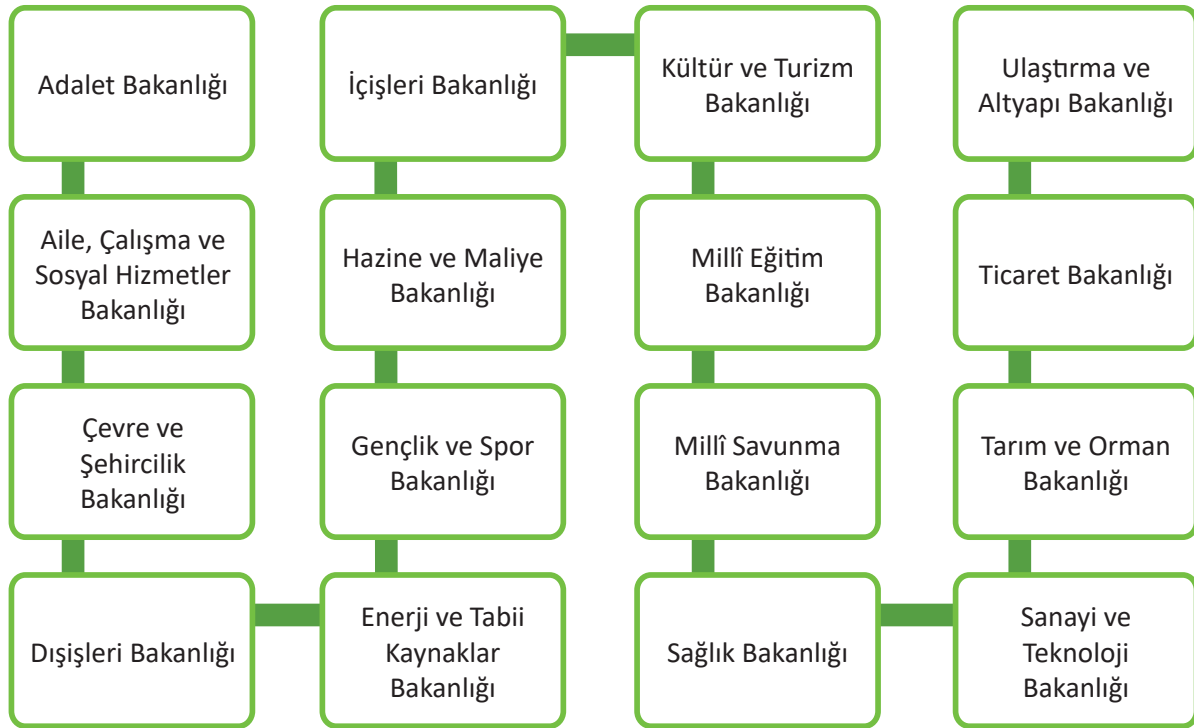 Adalet Bakanlığı
Aile, Çalışma ve
Sosyal Hizmetler
Bakanlığı
Çevre ve
Şehircilik
Bakanlığı
Dışişleri Bakanlığı
Enerji ve Tabii
Kaynaklar
Bakanlığı
Gençlik ve Spor
Bakanlığı
Hazine ve Maliye
Bakanlığı
İçişleri Bakanlığı
Kültür ve Turizm
Bakanlığı
Millî Eğitim
Bakanlığı
Millî Savunma
Bakanlığı
Sağlık Bakanlığı
Sanayi ve
Teknoloji
Bakanlığı
Tarım ve Orman
Bakanlığı
Ticaret Bakanlığı
Ulaştırma ve
Altyapı Bakanlığı